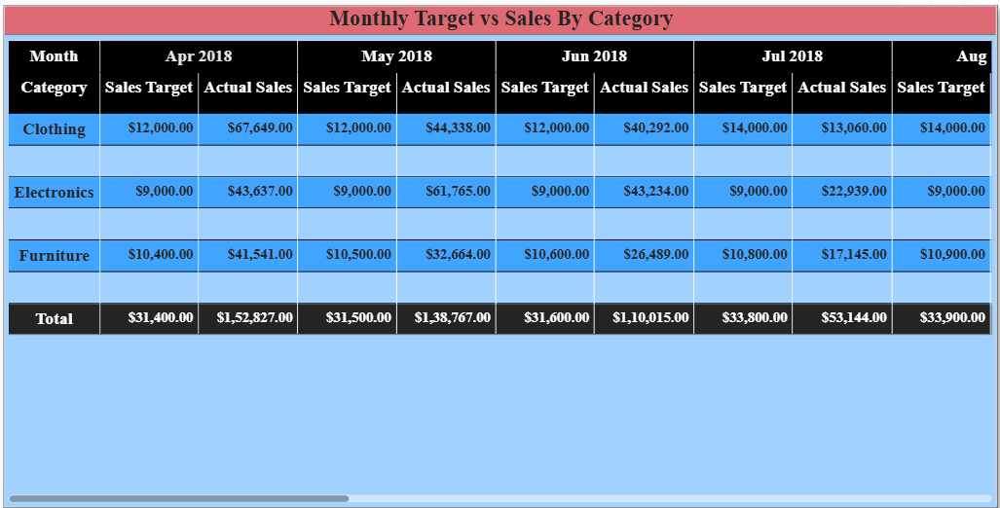 Monthly Target vs Sales By Category
Month Apr 2018 May 2018 Jun 2018 Jul 2018 Aug
Category Sales Target Actual Sales Sales Target Actual Sales Sales Target Actual Sales Sales Target Actual Sales Sales Target
Clothing $12,000.00 $67,649.00 $12,000.00 $44,338.00 $12,000.00 $40,292.00 $14,000.00 $13,060.00 $14,000.00
Electronics $9,000.00 $43,637.00 $9,000.00 $61,765.00 $9,000.00 $43,234.00 $9,000.00 $22,939.00 $9,000.00
Furniture $10,400.00 $41,541.00 $10,500.00 $32,664.00 $10,600.00 $26,489.00 $10,800.00 $17,145.00 $10,900.00
Total $31,400.00 $1,52,827.00 $31,500.00 $1,38,767.00 $31,600.00 $1,10,015.00 $33,800.00 $53,144.00 $33,900.00